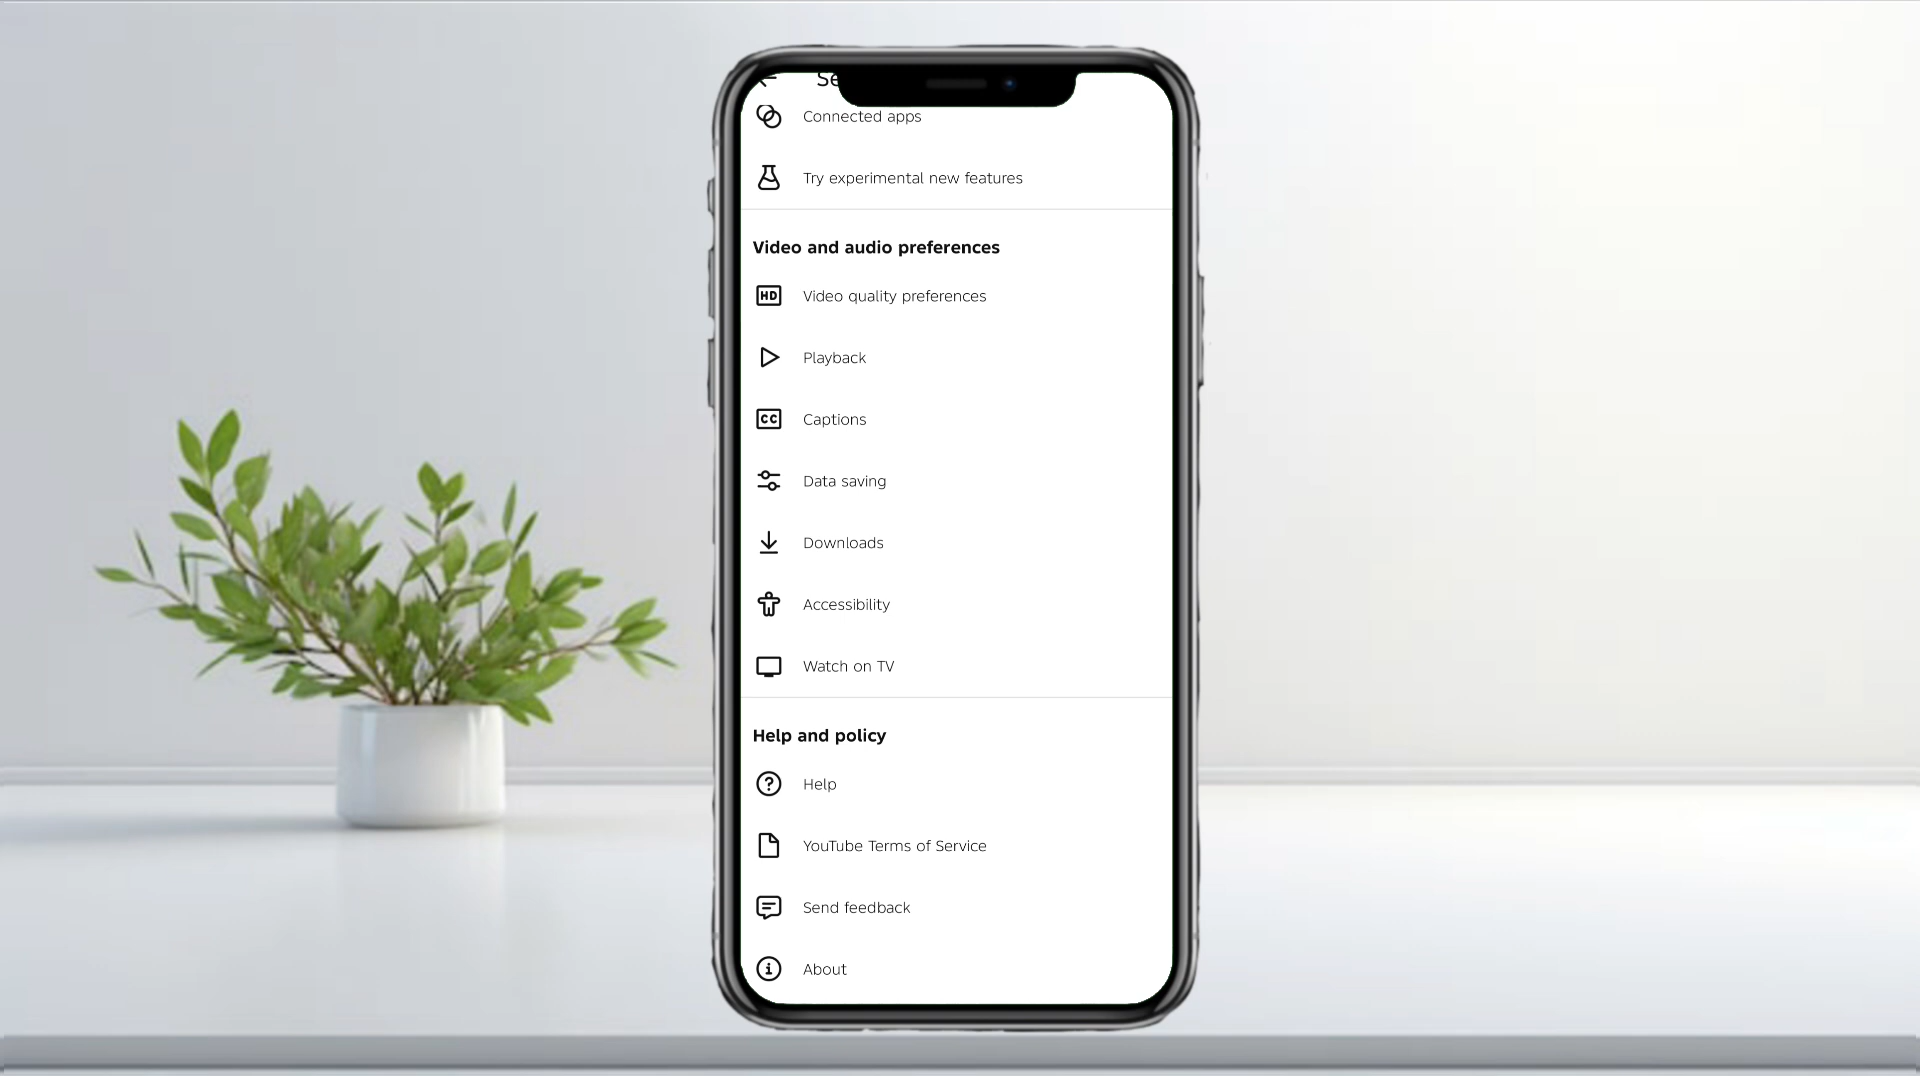 Connected apps
Try experimental new features
Video and audio preferences
HD Video quality preferences
Playback
CC Captions
Data saving
Downloads
Accessibility
Watch on TV
Help and policy
Help
YouTube Terms of Service
Send feedback
About